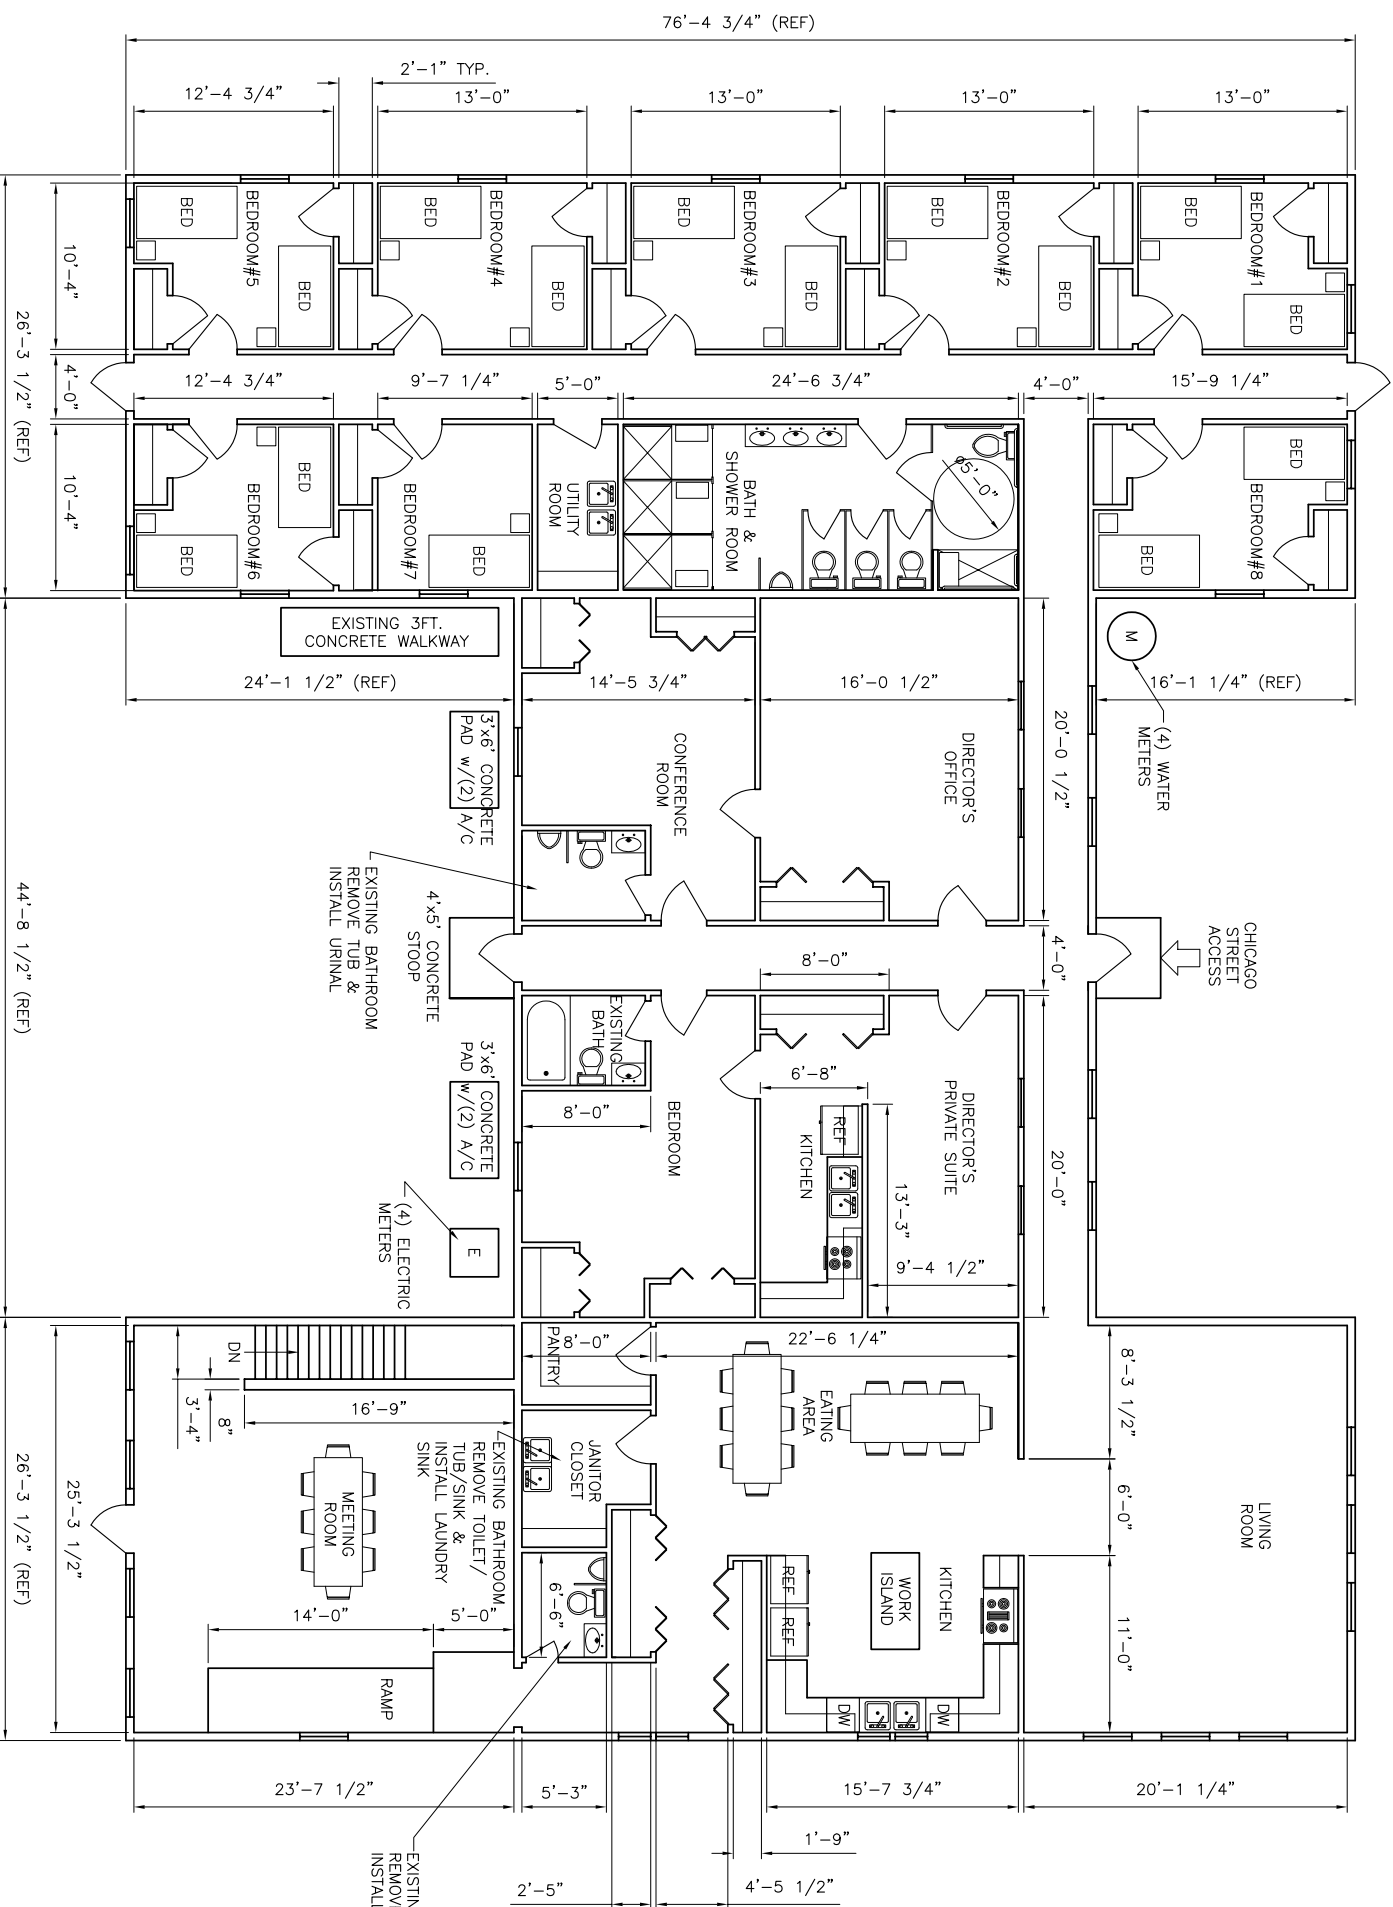 76'-4 3/4" (REF)
2'-1" TYP.
12'-4 3/4"
13'-0"
13'-0"
13'-0"
13'-0"
BED
BEDROOM#5
BED
BED
BEDROOM#4
BED
BED
BEDROOM#3
BED
BED
BEDROOM#2
BED
BED
BEDROOM#1
BED
10'-4"
4'-0"
10'-4"
26'-3 1/2" (REF)
12'-4 3/4"
9'-7 1/4"
5'-0"
24'-6 3/4"
4'-0"
15'-9 1/4"
BED
BEDROOM#6
BED
BEDROOM#7
BED
UTILITY
ROOM
BATH &
SHOWER ROOM
ø5'-0"
BED
BEDROOM#8
BED
EXISTING 3FT.
CONCRETE WALKWAY
M
(4) WATER
METERS
24'-1 1/2" (REF)
14'-5 3/4"
16'-0 1/2"
16'-1 1/4" (REF)
20'-0 1/2"
3'x6' CONCRETE
PAD w/(2) A/C
CONFERENCE
ROOM
DIRECTOR'S
OFFICE
EXISTING BATHROOM
REMOVE TUB &
INSTALL URINAL
4'x5' CONCRETE
STOOP
CHICAGO
STREET
ACCESS
44'-8 1/2" (REF)
4'-0"
8'-0"
EXISTING
BATH
3'x6' CONCRETE
PAD w/(2) A/C
8'-0"
BEDROOM
6'-8"
REF
KITCHEN
DIRECTOR'S
PRIVATE SUITE
13'-3"
9'-4 1/2"
20'-0"
(4) ELECTRIC
METERS
E
DN
8'-0"
PANTRY
22'-6 1/4"
8'-3 1/2"
3'-4"
8"
16'-9"
EATING
AREA
EXISTING BATHROOM
REMOVE TOILET/
TUB/SINK &
INSTALL LAUNDRY
SINK
JANITOR
CLOSET
6'-0"
LIVING
ROOM
MEETING
ROOM
26'-3 1/2" (REF)
25'-3 1/2"
14'-0"
5'-0"
6'-6"
REF
REF
WORK
ISLAND
KITCHEN
11'-0"
RAMP
DW
DW
23'-7 1/2"
5'-3"
15'-7 3/4"
20'-1 1/4"
1'-9"
2'-5"
4'-5 1/2"